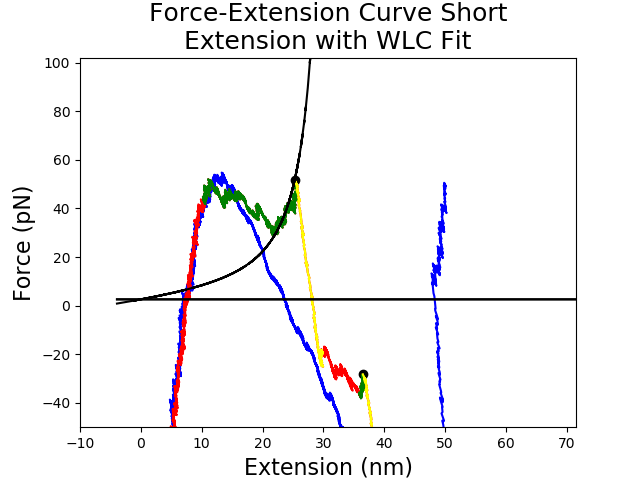 Force-Extension Curve Short
Extension with WLC Fit
Force (pN)
100
80
60
40
20
0
−20
−40
−10 0 10 20 30 40 50 60 70
Extension (nm)